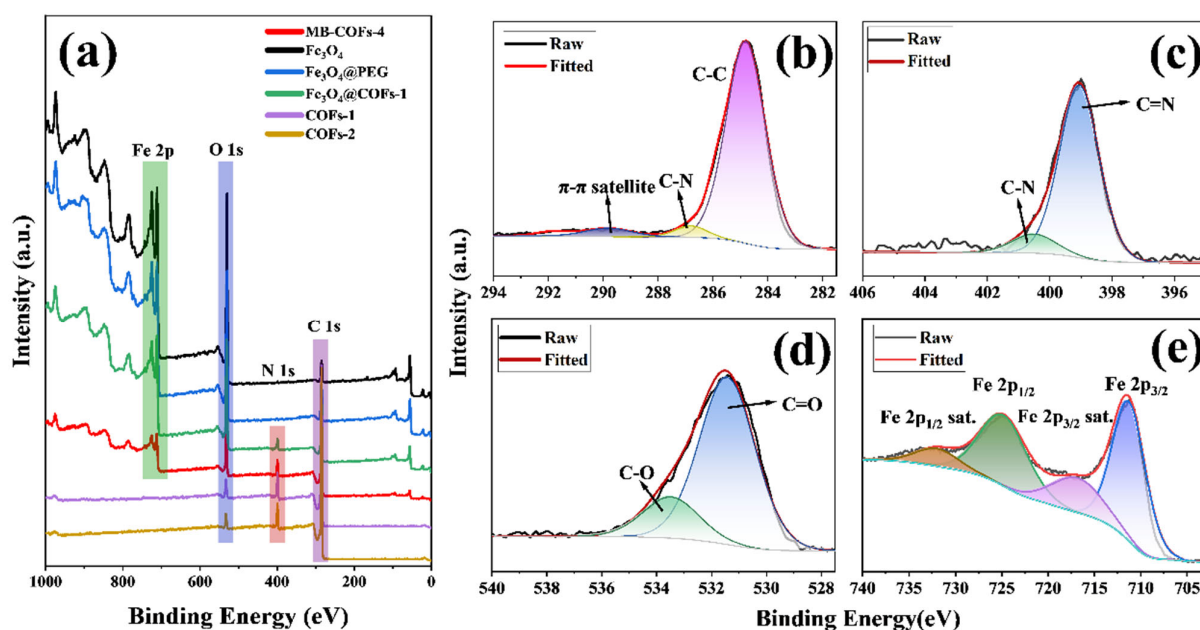 (a)
MB-COFs-4
Fe₃O₄
Fe₃O₄@PEG
Fe₃O₄@COFs-1
COFs-1
COFs-2
Fe 2p
O 1s
N 1s
C 1s
Intensity (a.u.)
1000 800 600 400 200 0
Binding Energy (eV)
(b)
Raw
Fitted
C-C
C-N
π-π satellite
294 292 290 288 286 284 282
(c)
Raw
Fitted
C=N
C-N
406 404 402 400 398 396
Intensity (a.u.)
(d)
Raw
Fitted
C=O
C-O
540 538 536 534 532 530 528
(e)
Raw
Fitted
Fe 2p₃/₂
Fe 2p₁/₂
Fe 2p₃/₂ sat.
Fe 2p₁/₂ sat.
740 735 730 725 720 715 710 705
Binding Energy(eV)